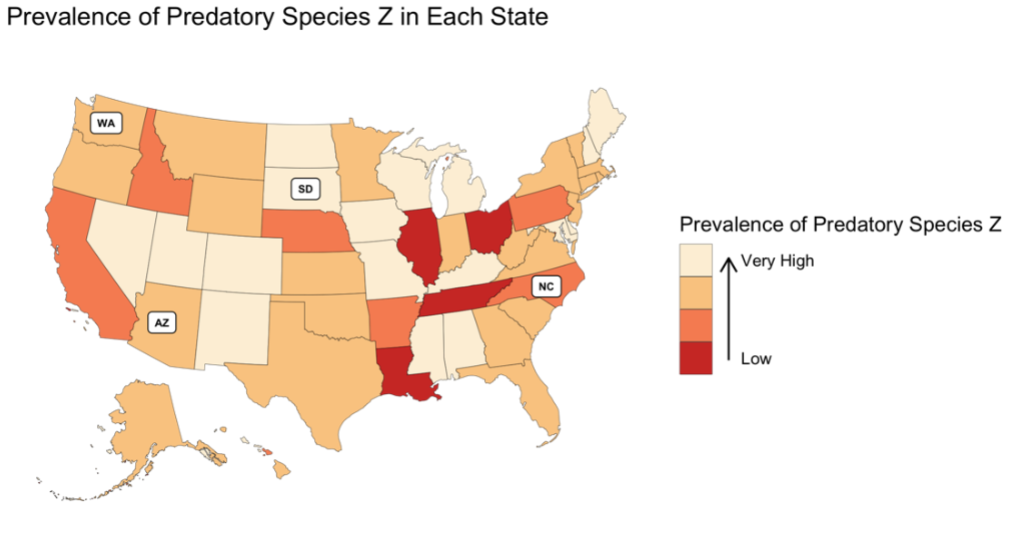 Prevalence of Predatory Species Z in Each State
WA
SD
NC
AZ
Prevalence of Predatory Species Z
Very High
Low